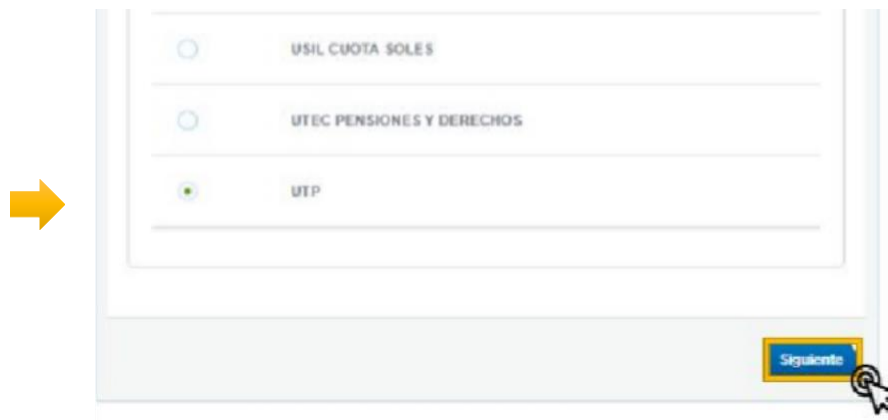 USIL CUOTA SOLES
UTEC PENSIONES Y DERECHOS
UTP
Siguiente